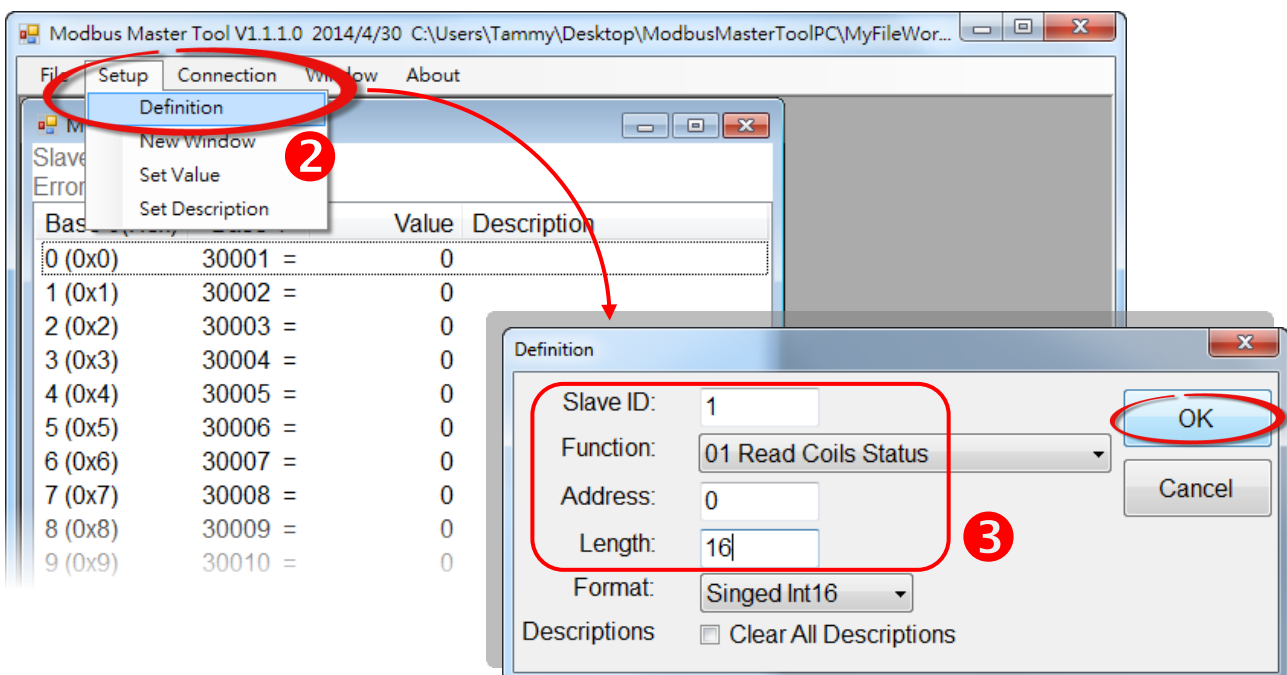 Modbus Master Tool V1.1.1.0 2014/4/30 C:\Users\Tammy\Desktop\ModbusMasterToolPC\MyFileWor...
File Setup Connection Window About
Definition
New Window
Set Value
Set Description
2
Slave
Error
Value Description
0 (0x0) 30001 = 0
1 (0x1) 30002 = 0
2 (0x2) 30003 = 0
3 (0x3) 30004 = 0
4 (0x4) 30005 = 0
5 (0x5) 30006 = 0
6 (0x6) 30007 = 0
7 (0x7) 30008 = 0
8 (0x8) 30009 = 0
9 (0x9) 30010 = 0
Definition
Slave ID: 1
Function: 01 Read Coils Status
Address: 0
Length: 16
Format: Singed Int16
Descriptions Clear All Descriptions
OK
Cancel
3